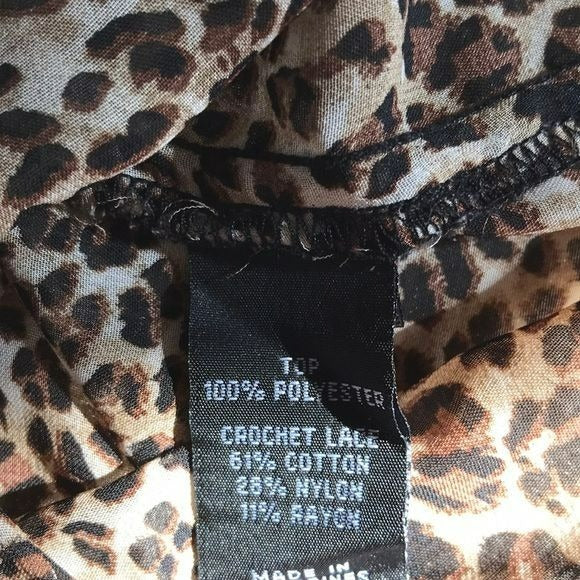 TOP
100% POLYESTER
CROCHET LACE
61% COTTON
28% NYLON
11% RAYON
MADE IN